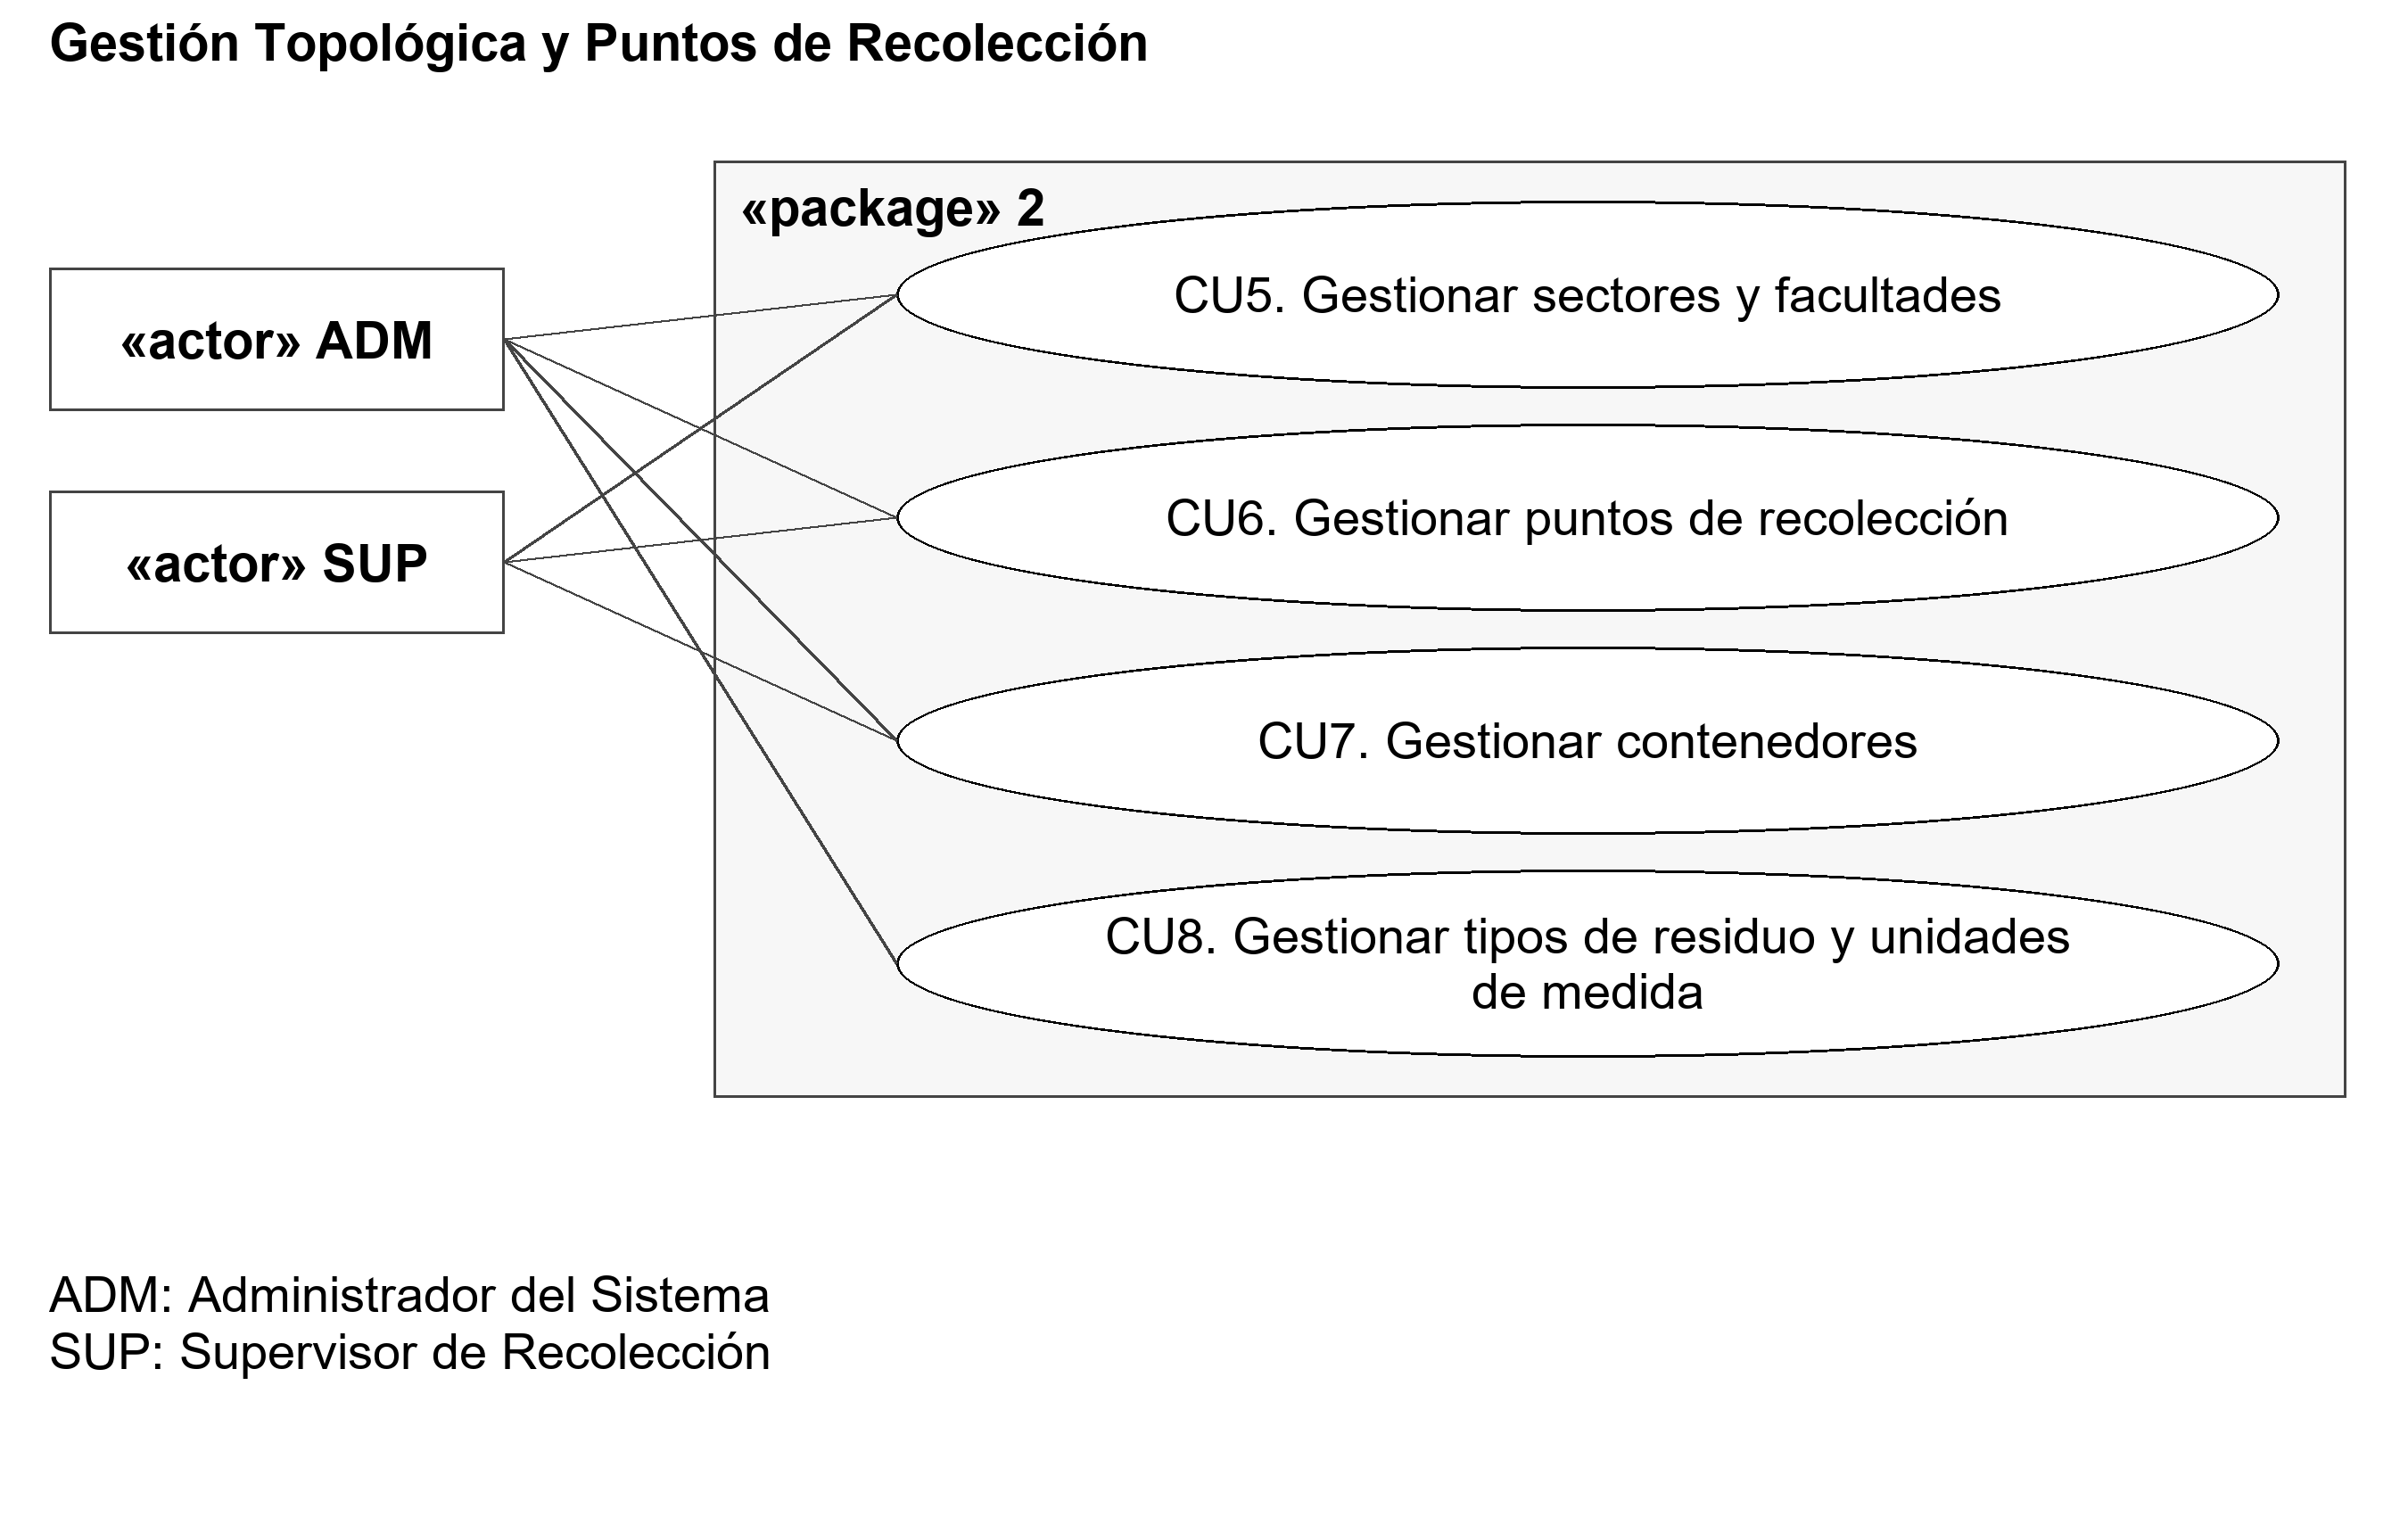 Gestión Topológica y Puntos de Recolección
«package» 2
«actor» ADM
«actor» SUP
CU5. Gestionar sectores y facultades
CU6. Gestionar puntos de recolección
CU7. Gestionar contenedores
CU8. Gestionar tipos de residuo y unidades
de medida
ADM: Administrador del Sistema
SUP: Supervisor de Recolección